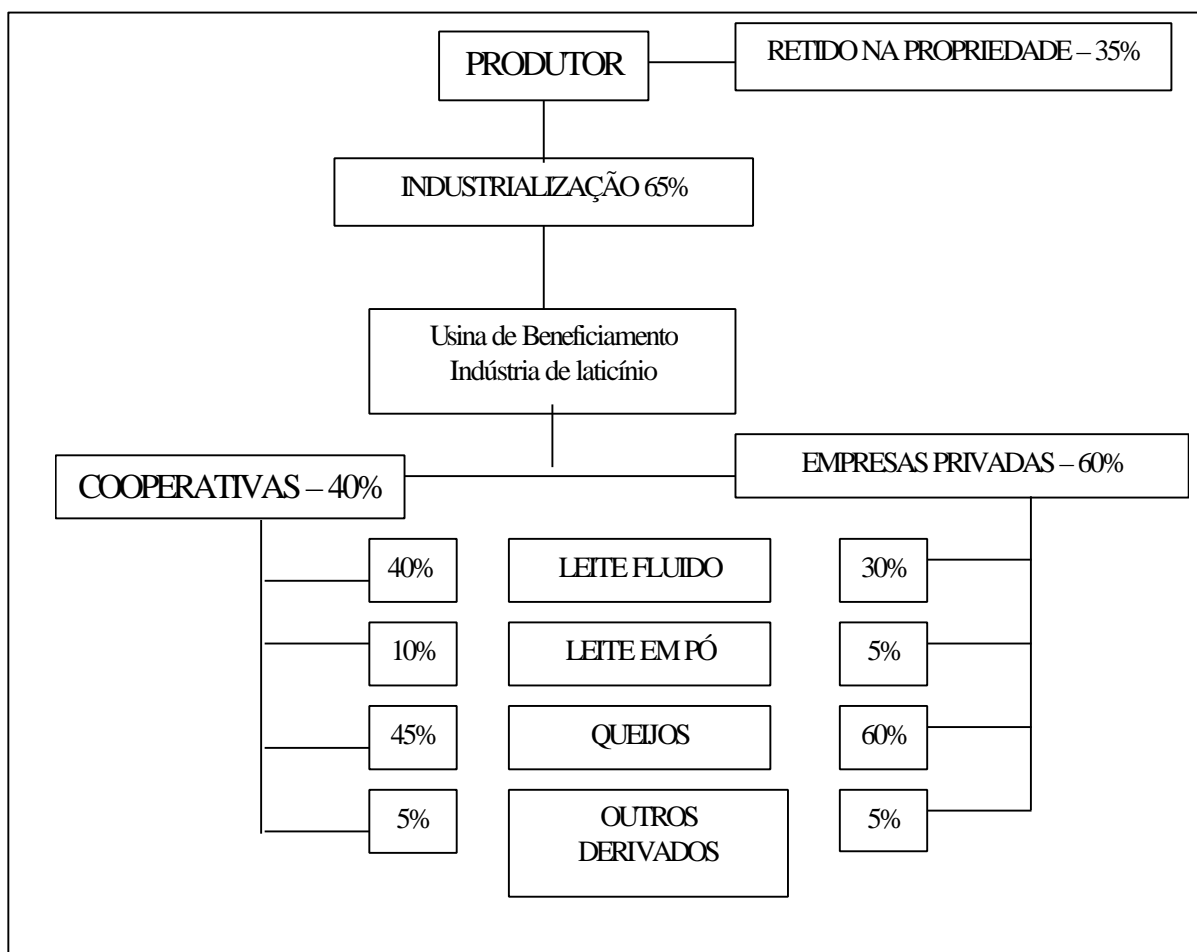 PRODUTOR
RETIDO NA PROPRIEDADE – 35%
INDUSTRIALIZAÇÃO 65%
Usina de Beneficiamento
Indústria de laticínio
COOPERATIVAS – 40%
EMPRESAS PRIVADAS – 60%
40%
LEITE FLUIDO
30%
10%
LEITE EM PÓ
5%
45%
QUEIJOS
60%
5%
OUTROS
DERIVADOS
5%